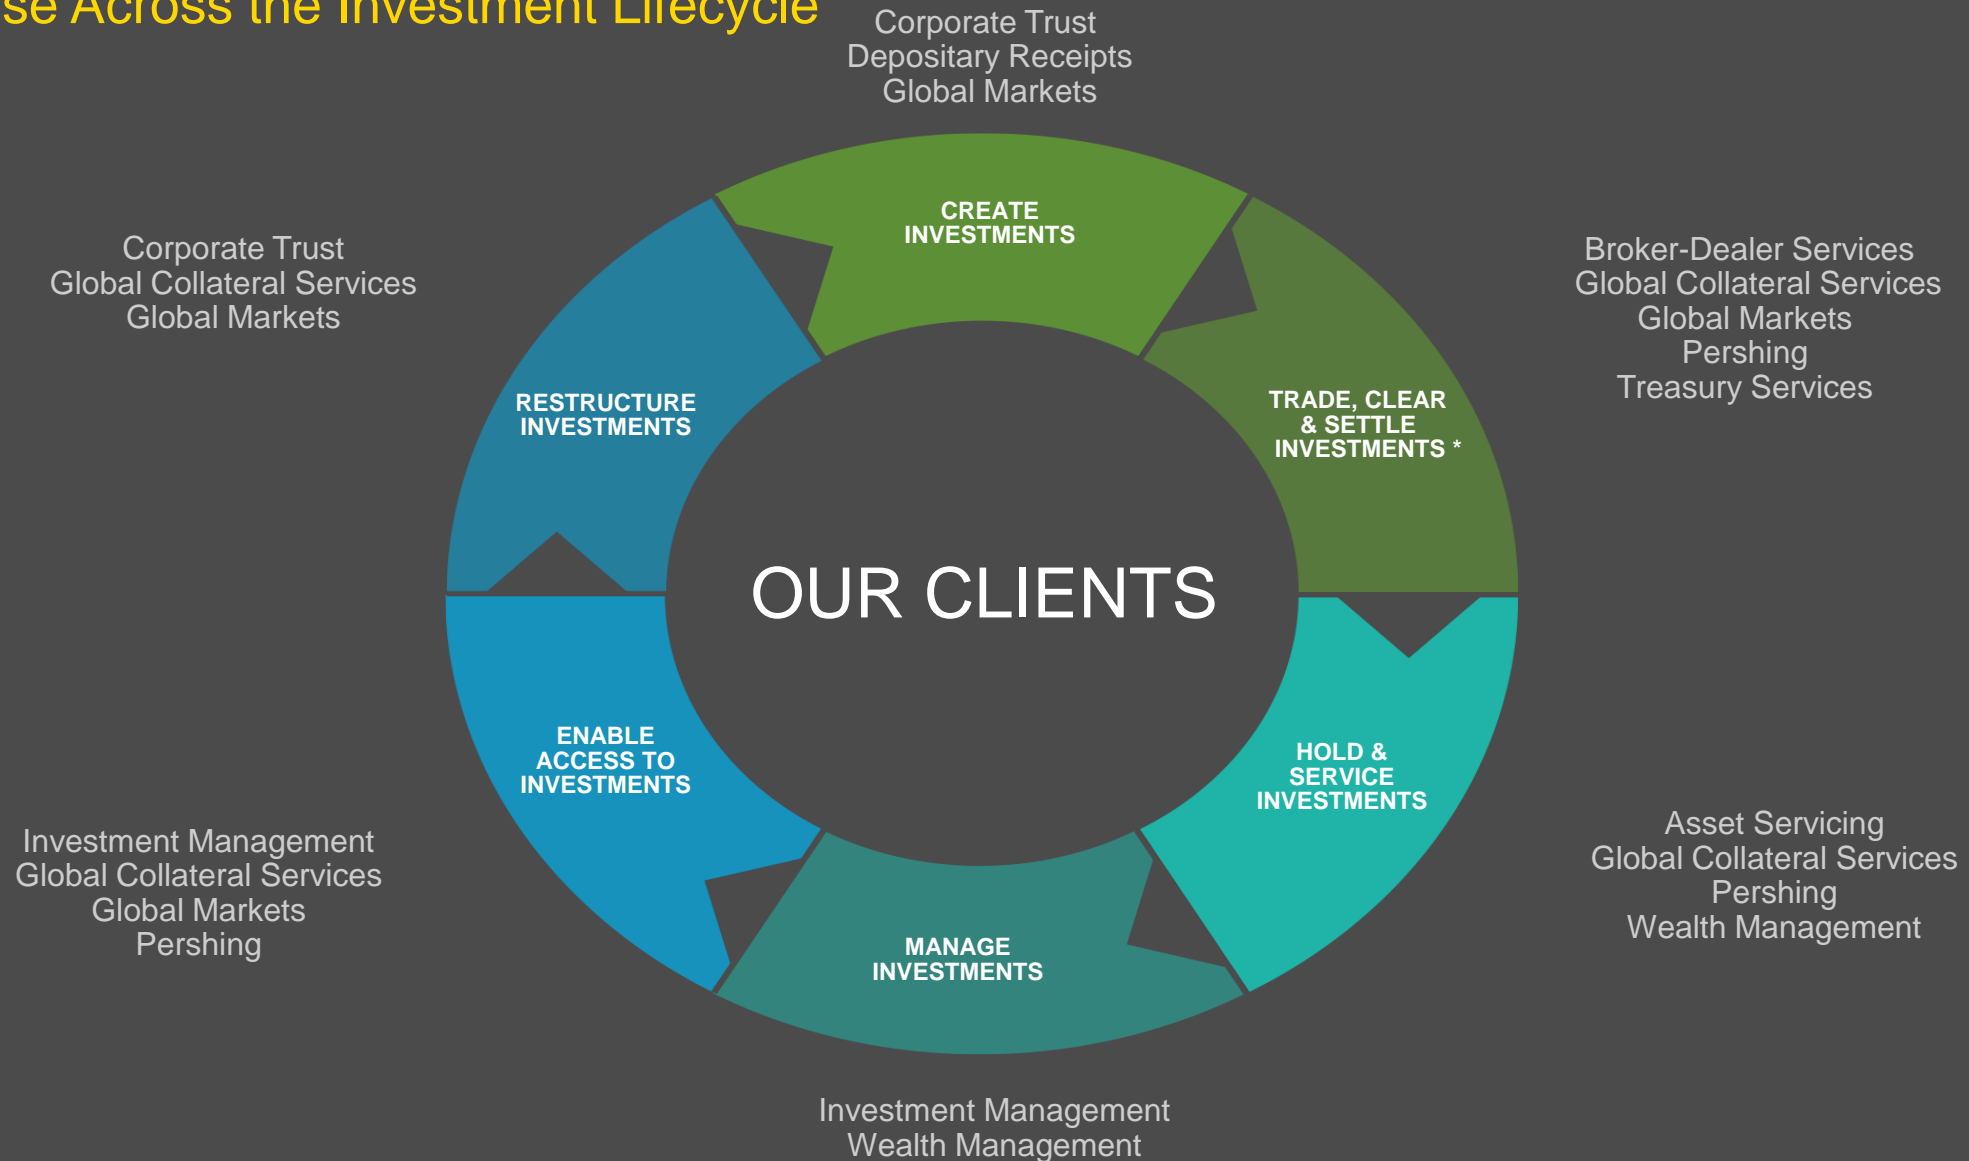 se Across the Investment Lifecycle
Corporate Trust
Depositary Receipts
Global Markets
CREATE
INVESTMENTS
Broker-Dealer Services
Global Collateral Services
Global Markets
Pershing
Treasury Services
TRADE, CLEAR
& SETTLE
INVESTMENTS *
HOLD &
SERVICE
INVESTMENTS
Asset Servicing
Global Collateral Services
Pershing
Wealth Management
MANAGE
INVESTMENTS
Investment Management
Wealth Management
ENABLE
ACCESS TO
INVESTMENTS
Investment Management
Global Collateral Services
Global Markets
Pershing
RESTRUCTURE
INVESTMENTS
Corporate Trust
Global Collateral Services
Global Markets
OUR CLIENTS